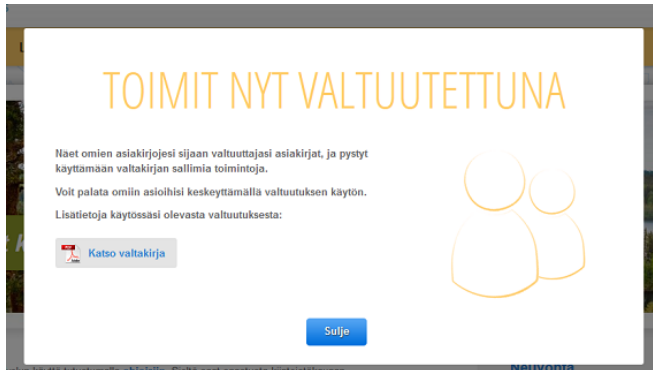 TOIMIT NYT VALTUUTETTUNA
Näet omien asiakirjojesi sijaan valtuuttajasi asiakirjat, ja pystyt
käyttämään valtakirjan sallimia toimintoja.
Voit palata omiin asioihisi keskeyttämällä valtuutuksen käytön.
Lisätietoja käytössäsi olevasta valtuutuksesta:
Katso valtakirja
Sulje
Neuvonta